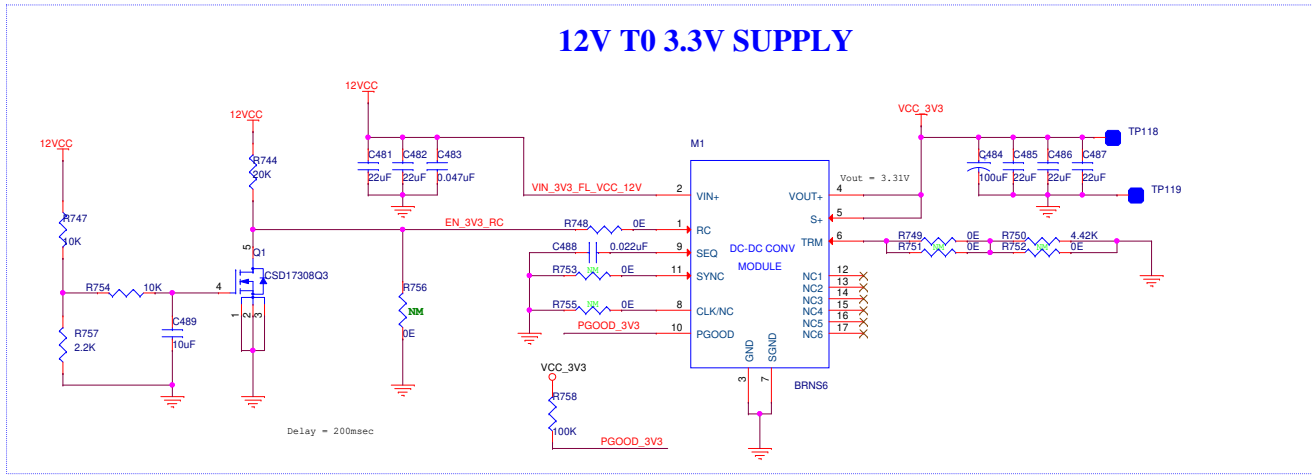 12V T0 3.3V SUPPLY
12VCC
12VCC
12VCC
VCC_3V3
R744
20K
R747
10K
R754
10K
R757
2.2K
C489
10uF
5
Q1
CSD17308Q3
4
1
2
3
Delay = 200msec
C481
22uF
C482
22uF
C483
0.047uF
VIN_3V3_FL_VCC_12V
EN_3V3_RC
R748
0E
C488
0.022uF
R753
NM
0E
R755
NM
0E
PGOOD_3V3
R756
NM
0E
VCC_3V3
R758
100K
PGOOD_3V3
M1
2
VIN+
1
RC
9
SEQ
11
SYNC
8
CLK/NC
10
PGOOD
DC-DC CONV
MODULE
GND
SGND
3
7
BRNS6
VOUT+
4
S+
5
TRM
6
NC1
12
NC2
13
NC3
14
NC4
15
NC5
16
NC6
17
Vout = 3.31V
C484
100uF
C485
22uF
C486
22uF
C487
22uF
TP118
TP119
R749
0E
R750
4.42K
R751
NM
0E
R752
NM
0E